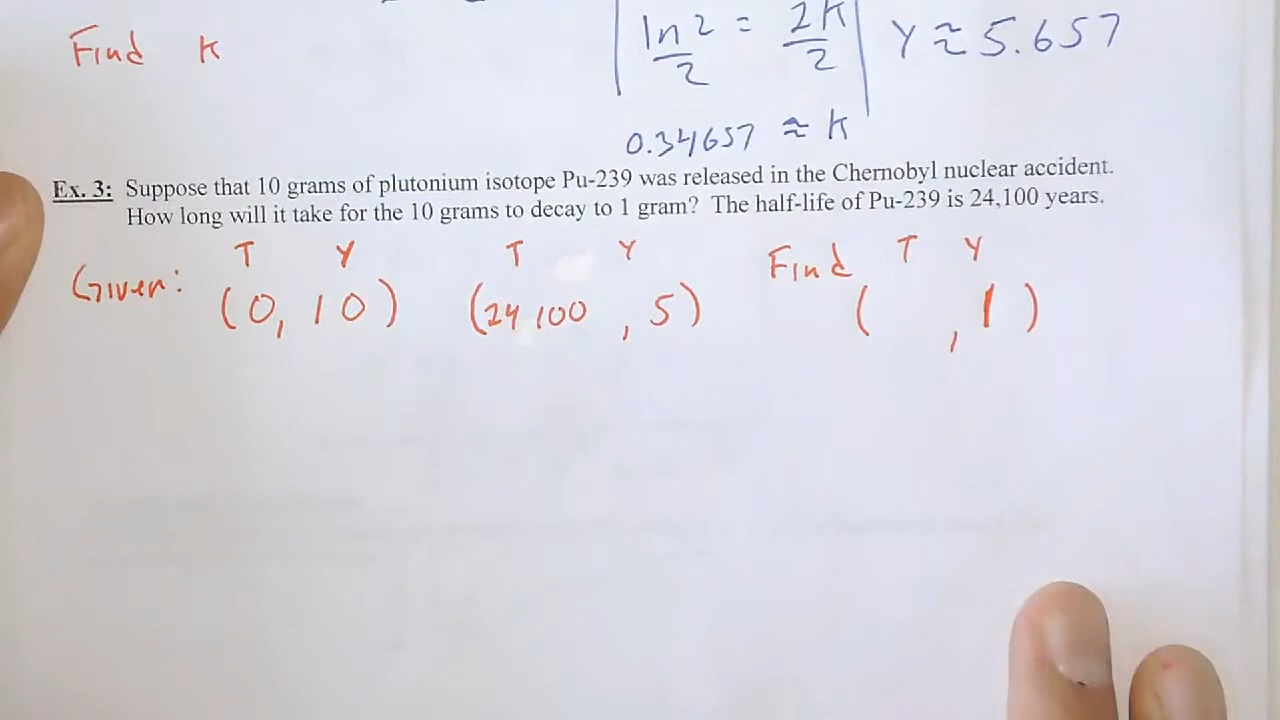 Find K
ln 2 = 2K
2 2
Y ≈ 5.657
0.34657 ≈ K
Ex. 3: Suppose that 10 grams of plutonium isotope Pu-239 was released in the Chernobyl nuclear accident.
How long will it take for the 10 grams to decay to 1 gram? The half-life of Pu-239 is 24,100 years.
T Y T Y T Y
Given: (0, 10) (24 100, 5) Find ( , 1)